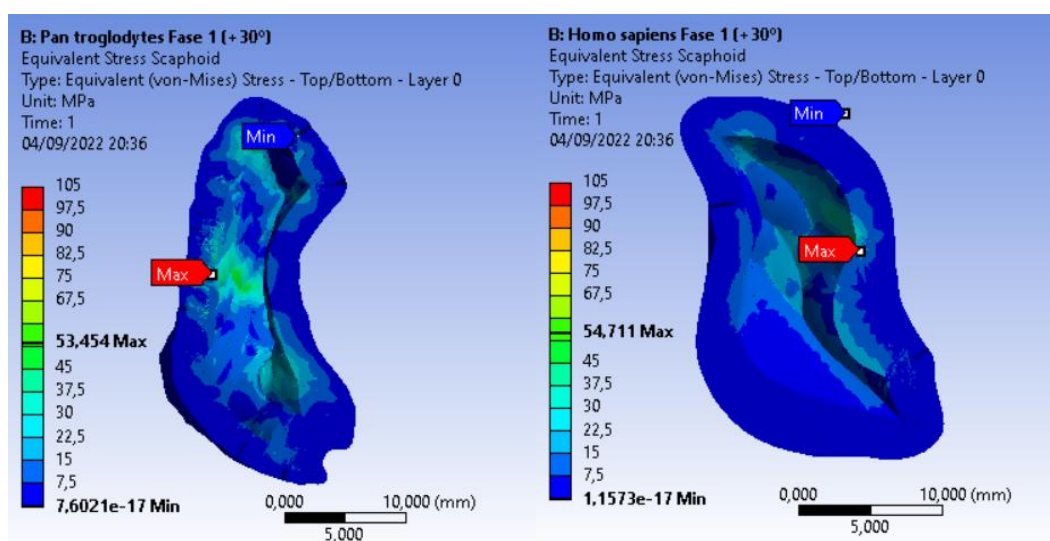 B: Pan troglodytes Fase 1 (+30º)
Equivalent Stress Scaphoid
Type: Equivalent (von-Mises) Stress - Top/Bottom - Layer 0
Unit: MPa
Time: 1
04/09/2022 20:36
Min
105
97,5
90
82,5
75
67,5
53,454 Max
45
37,5
30
22,5
15
7,5
7,6021e-17 Min
Max
0,000
10,000 (mm)
5,000
B: Homo sapiens Fase 1 (+30º)
Equivalent Stress Scaphoid
Type: Equivalent (von-Mises) Stress - Top/Bottom - Layer 0
Unit: MPa
Time: 1
04/09/2022 20:36
Min
105
97,5
90
82,5
75
67,5
54,711 Max
45
37,5
30
22,5
15
7,5
1,1573e-17 Min
Max
0,000
10,000 (mm)
5,000